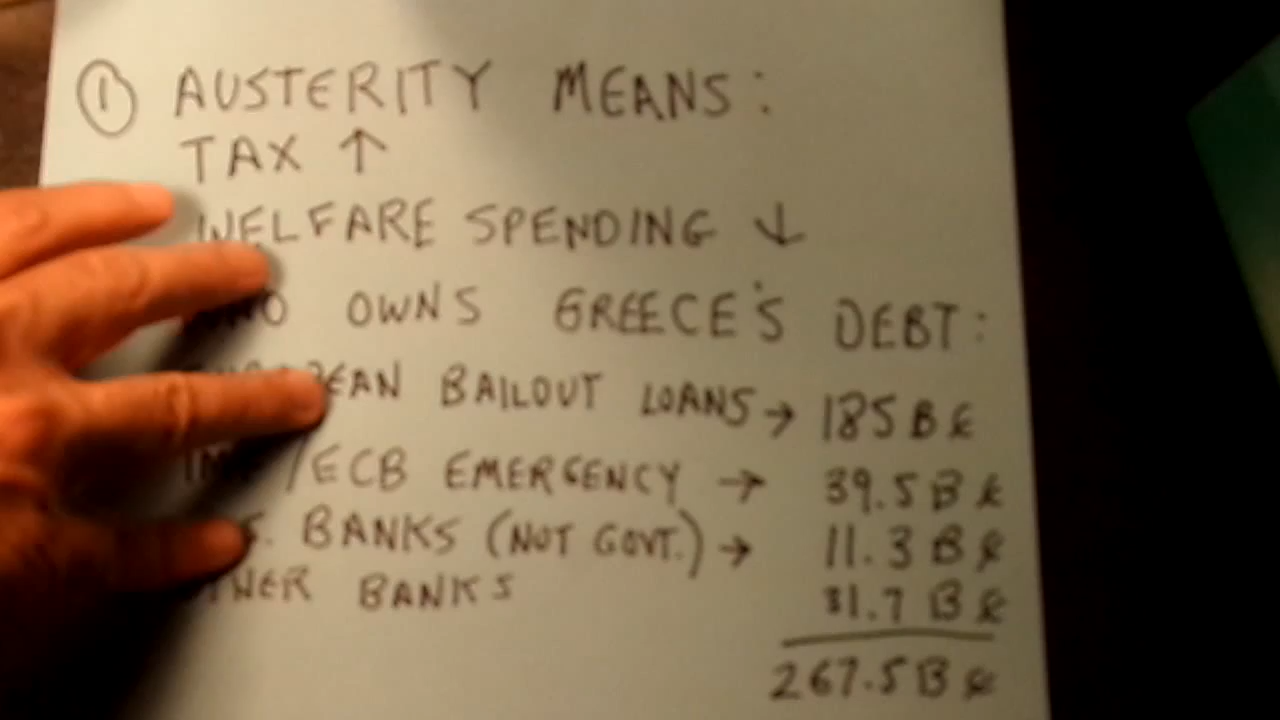 ① AUSTERITY MEANS:
TAX ↑
WELFARE SPENDING ↓
OWNS GREECE'S DEBT:
BAILOUT LOANS → 185 B €
/ECB EMERGENCY → 39.5 B €
BANKS (NOT GOVT.) → 11.3 B €
BANKS 31.7 B €
267.5 B €